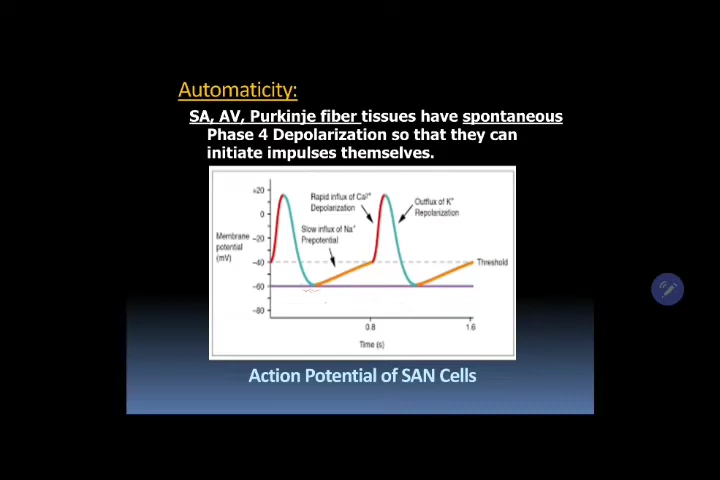 Automaticity:
SA, AV, Purkinje fiber tissues have spontaneous
Phase 4 Depolarization so that they can
initiate impulses themselves.
+20
0
−20
−40
−60
−80
Membrane
potential
(mV)
Rapid influx of Ca²⁺
Depolarization
Outflux of K⁺
Repolarization
Slow influx of Na⁺
Prepotential
Threshold
0.8
1.6
Time (s)
Action Potential of SAN Cells